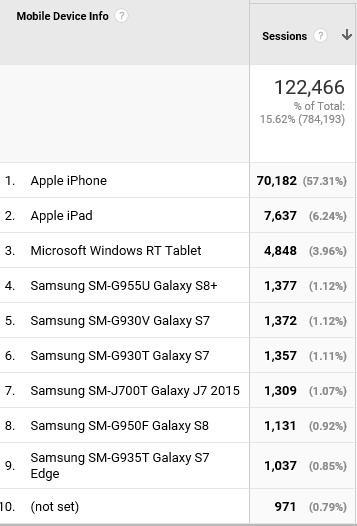 Mobile Device Info ?
Sessions ?
122,466
% of Total:
15.62% (784,193)
1. Apple iPhone 70,182 (57.31%)
2. Apple iPad 7,637 (6.24%)
3. Microsoft Windows RT Tablet 4,848 (3.96%)
4. Samsung SM-G955U Galaxy S8+ 1,377 (1.12%)
5. Samsung SM-G930V Galaxy S7 1,372 (1.12%)
6. Samsung SM-G930T Galaxy S7 1,357 (1.11%)
7. Samsung SM-J700T Galaxy J7 2015 1,309 (1.07%)
8. Samsung SM-G950F Galaxy S8 1,131 (0.92%)
9. Samsung SM-G935T Galaxy S7
Edge 1,037 (0.85%)
10. (not set) 971 (0.79%)